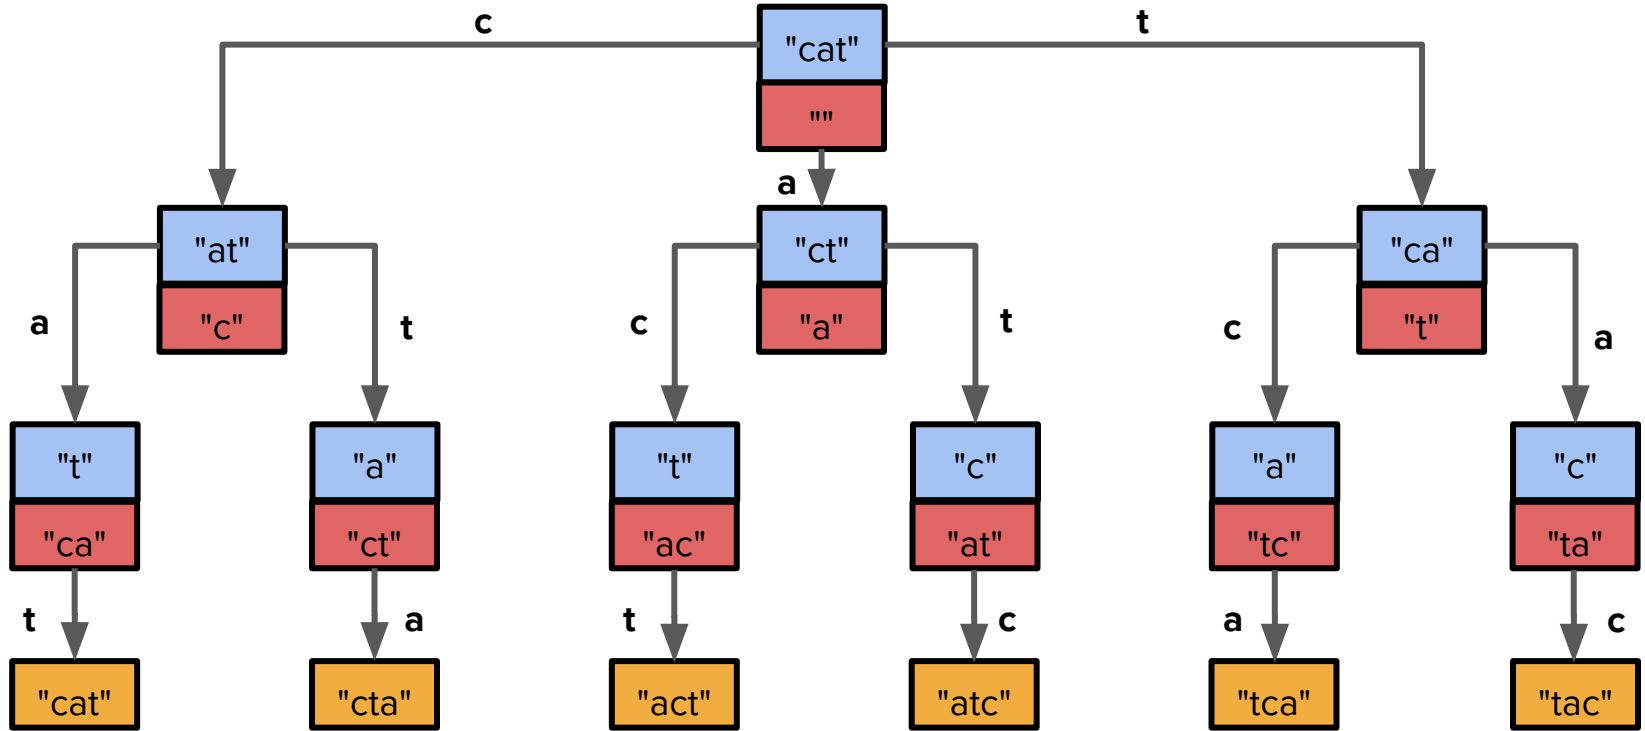 c
"cat"
t
""
a
"at"
"c"
"ct"
"a"
"ca"
"t"
a
t
c
t
c
a
"t"
"ca"
"a"
"ct"
"t"
"ac"
"c"
"at"
"a"
"tc"
"c"
"ta"
t
a
t
c
a
c
"cat"
"cta"
"act"
"atc"
"tca"
"tac"